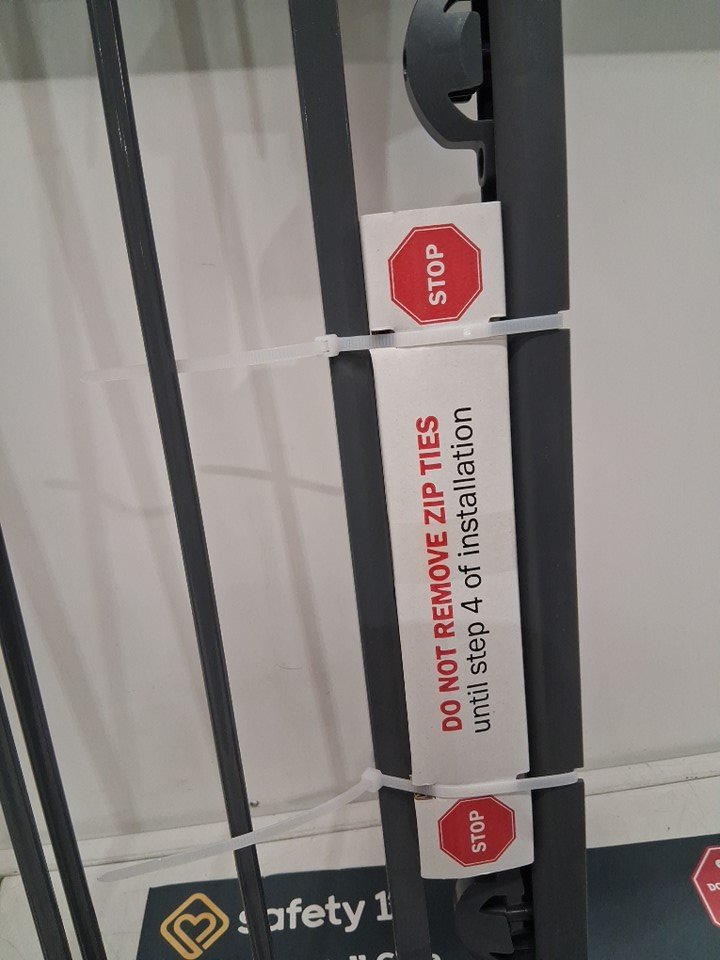 STOP
DO NOT REMOVE ZIP TIES
until step 4 of installation
STOP
safety 1